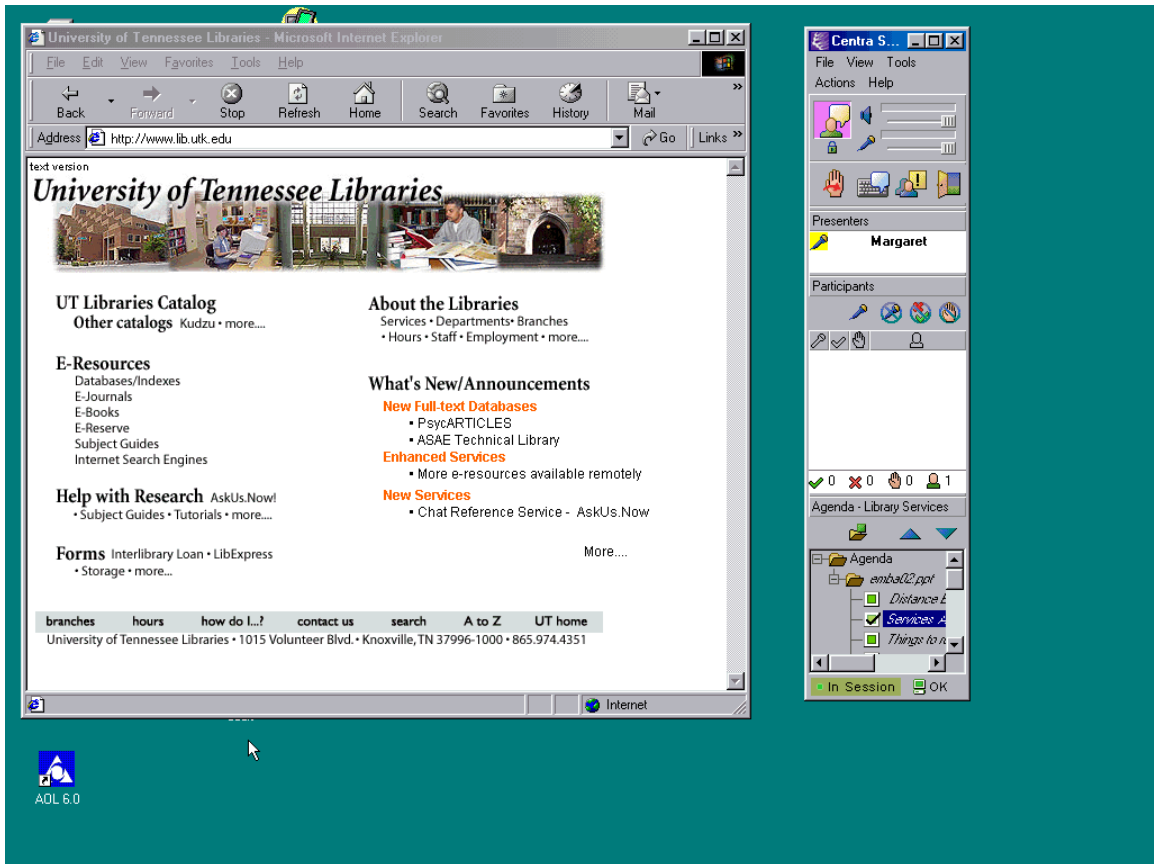 University of Tennessee Libraries - Microsoft Internet Explorer
File Edit View Favorites Tools Help
Back Forward Stop Refresh Home Search Favorites History Mail »
Address http://www.lib.utk.edu Go Links »
text version
University of Tennessee Libraries
UT Libraries Catalog
Other catalogs Kudzu • more....
E-Resources
Databases/Indexes
E-Journals
E-Books
E-Reserve
Subject Guides
Internet Search Engines
Help with Research AskUs.Now!
• Subject Guides • Tutorials • more....
Forms Interlibrary Loan • LibExpress
• Storage • more...
About the Libraries
Services • Departments• Branches
• Hours • Staff • Employment • more....
What's New/Announcements
New Full-text Databases
• PsycARTICLES
• ASAE Technical Library
Enhanced Services
• More e-resources available remotely
New Services
• Chat Reference Service - AskUs.Now
More....
branches hours how do I...? contact us search A to Z UT home
University of Tennessee Libraries • 1015 Volunteer Blvd. • Knoxville, TN 37996-1000 • 865.974.4351
Internet
AOL 6.0
Centra S...
File View Tools
Actions Help
Presenters
Margaret
Participants
0 0 0 1
Agenda - Library Services
Agenda
emba02.ppt
Distance E
Services A
Things to r
In Session OK